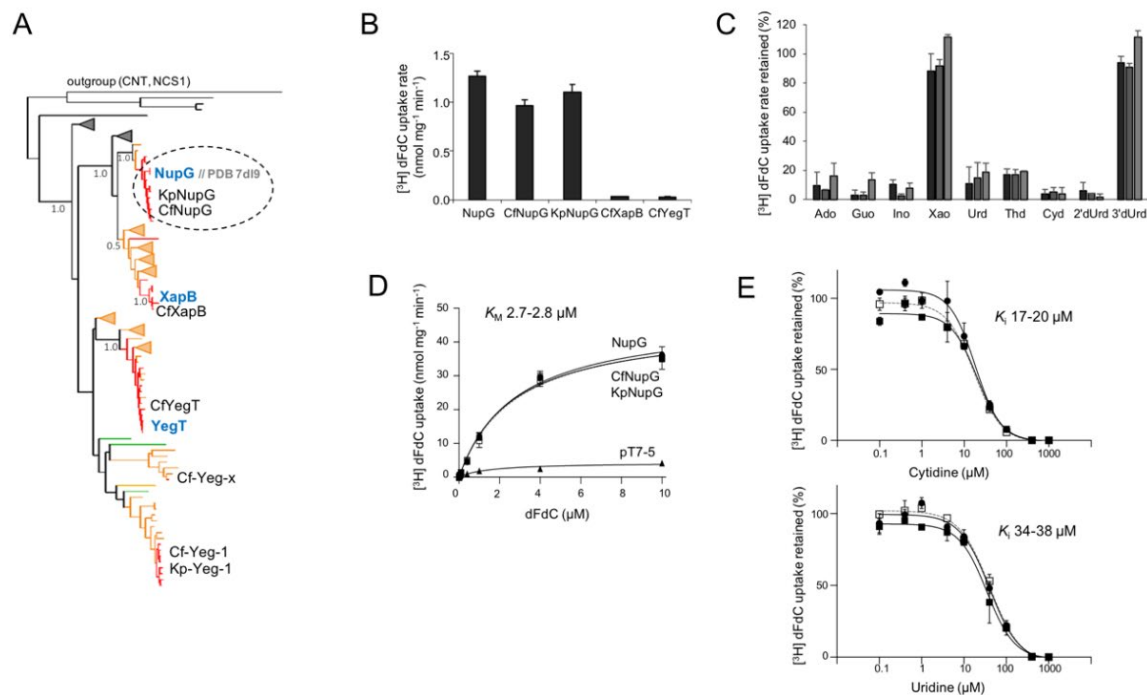 A
outgroup (CNT, NCS1)
1.0
1.0
1.0
NupG // PDB 7dl9
KpNupG
CfNupG
0.5
1.0
XapB
CfXapB
1.0
CfYegT
YegT
Cf-Yeg-x
Cf-Yeg-1
Kp-Yeg-1
B
[³H] dFdC uptake rate
(nmol mg⁻¹ min⁻¹)
1.5
1.0
0.5
0.0
NupG CfNupG KpNupG CfXapB CfYegT
C
[³H] dFdC uptake rate retained (%)
120
100
80
60
40
20
0
Ado Guo Ino Xao Urd Thd Cyd 2'dUrd 3'dUrd
D
[³H] dFdC uptake (nmol mg⁻¹ min⁻¹)
50
40
30
20
10
0
K_M 2.7-2.8 µM
NupG
CfNupG
KpNupG
pT7-5
0 2 4 6 8 10
dFdC (µM)
E
[³H] dFdC uptake retained (%)
100
50
0
K_i 17-20 µM
0.1 1 10 100 1000
Cytidine (µM)
[³H] dFdC uptake retained (%)
100
50
0
K_i 34-38 µM
0.1 1 10 100 1000
Uridine (µM)